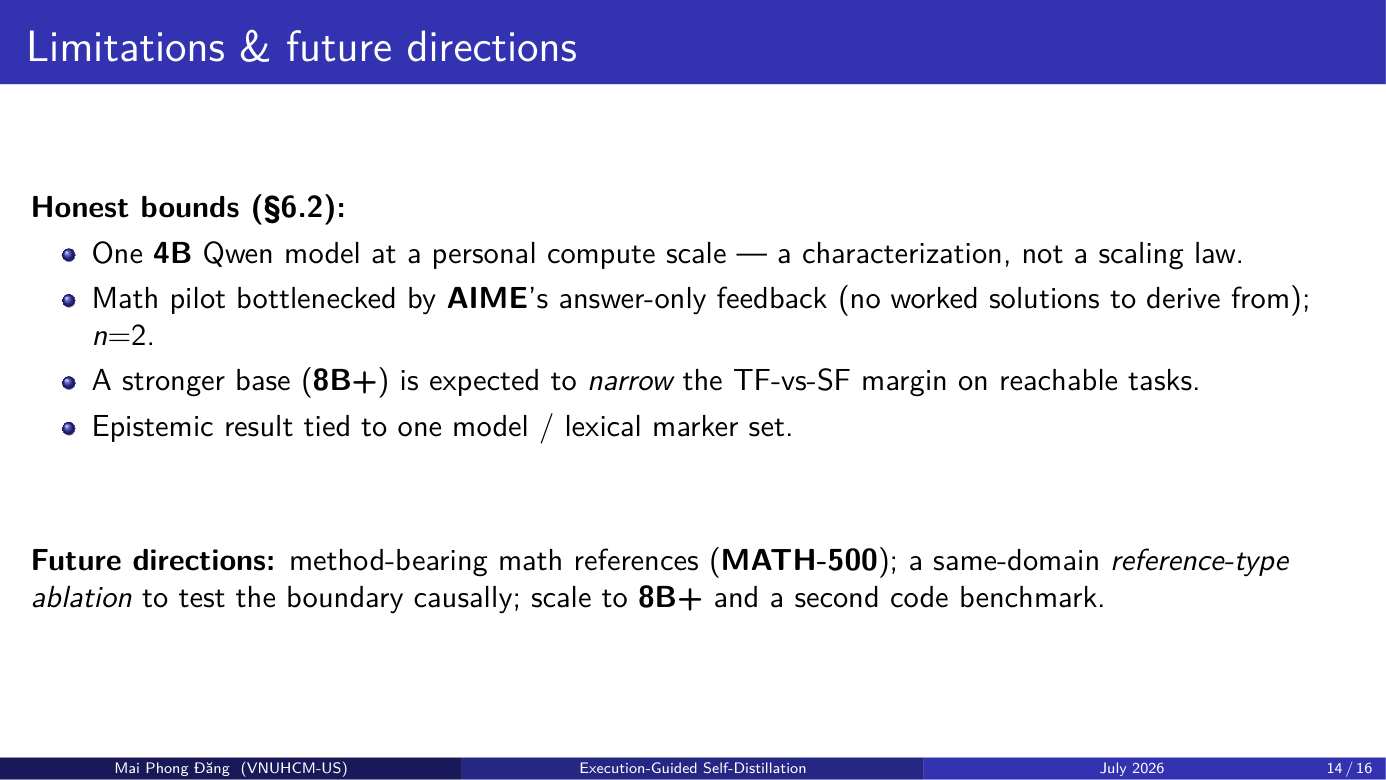 Limitations & future directions
Honest bounds (§6.2):
One 4B Qwen model at a personal compute scale — a characterization, not a scaling law.
Math pilot bottlenecked by AIME's answer-only feedback (no worked solutions to derive from);
n=2.
A stronger base (8B+) is expected to narrow the TF-vs-SF margin on reachable tasks.
Epistemic result tied to one model / lexical marker set.
Future directions: method-bearing math references (MATH-500); a same-domain reference-type
ablation to test the boundary causally; scale to 8B+ and a second code benchmark.
Mai Phong Đăng (VNUHCM-US) Execution-Guided Self-Distillation July 2026 14 / 16